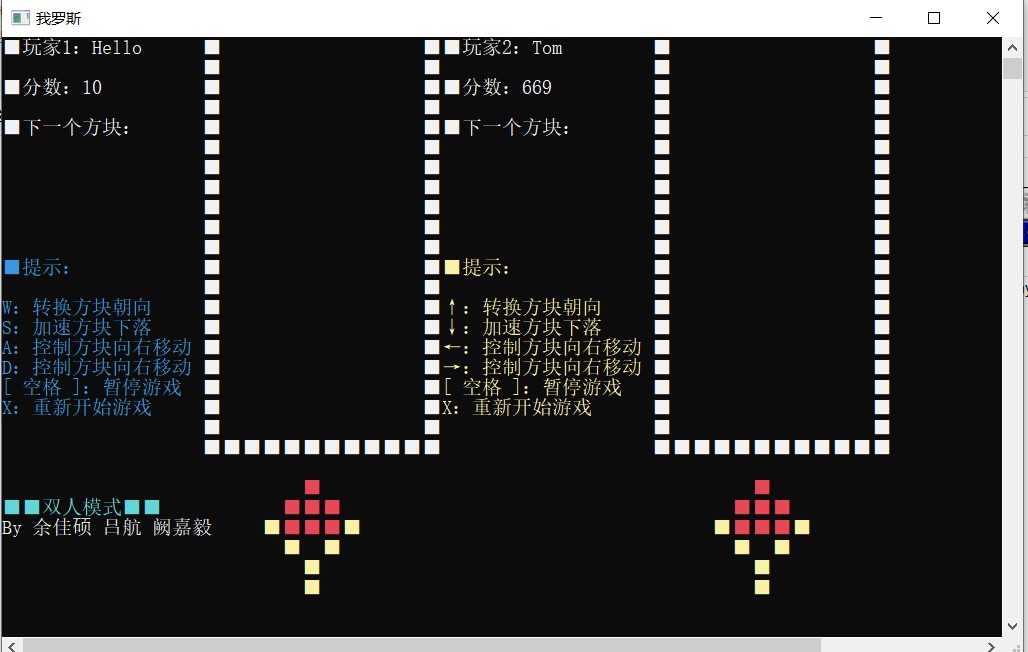 我罗斯
玩家1: Hello
分数: 10
下一个方块:
提示:
W: 转换方块朝向
S: 加速方块下落
A: 控制方块向右移动
D: 控制方块向右移动
[ 空格 ]: 暂停游戏
X: 重新开始游戏
玩家2: Tom
分数: 669
下一个方块:
提示:
↑: 转换方块朝向
↓: 加速方块下落
←: 控制方块向右移动
→: 控制方块向右移动
[ 空格 ]: 暂停游戏
X: 重新开始游戏
双人模式
By 余佳硕 吕航 阙嘉毅